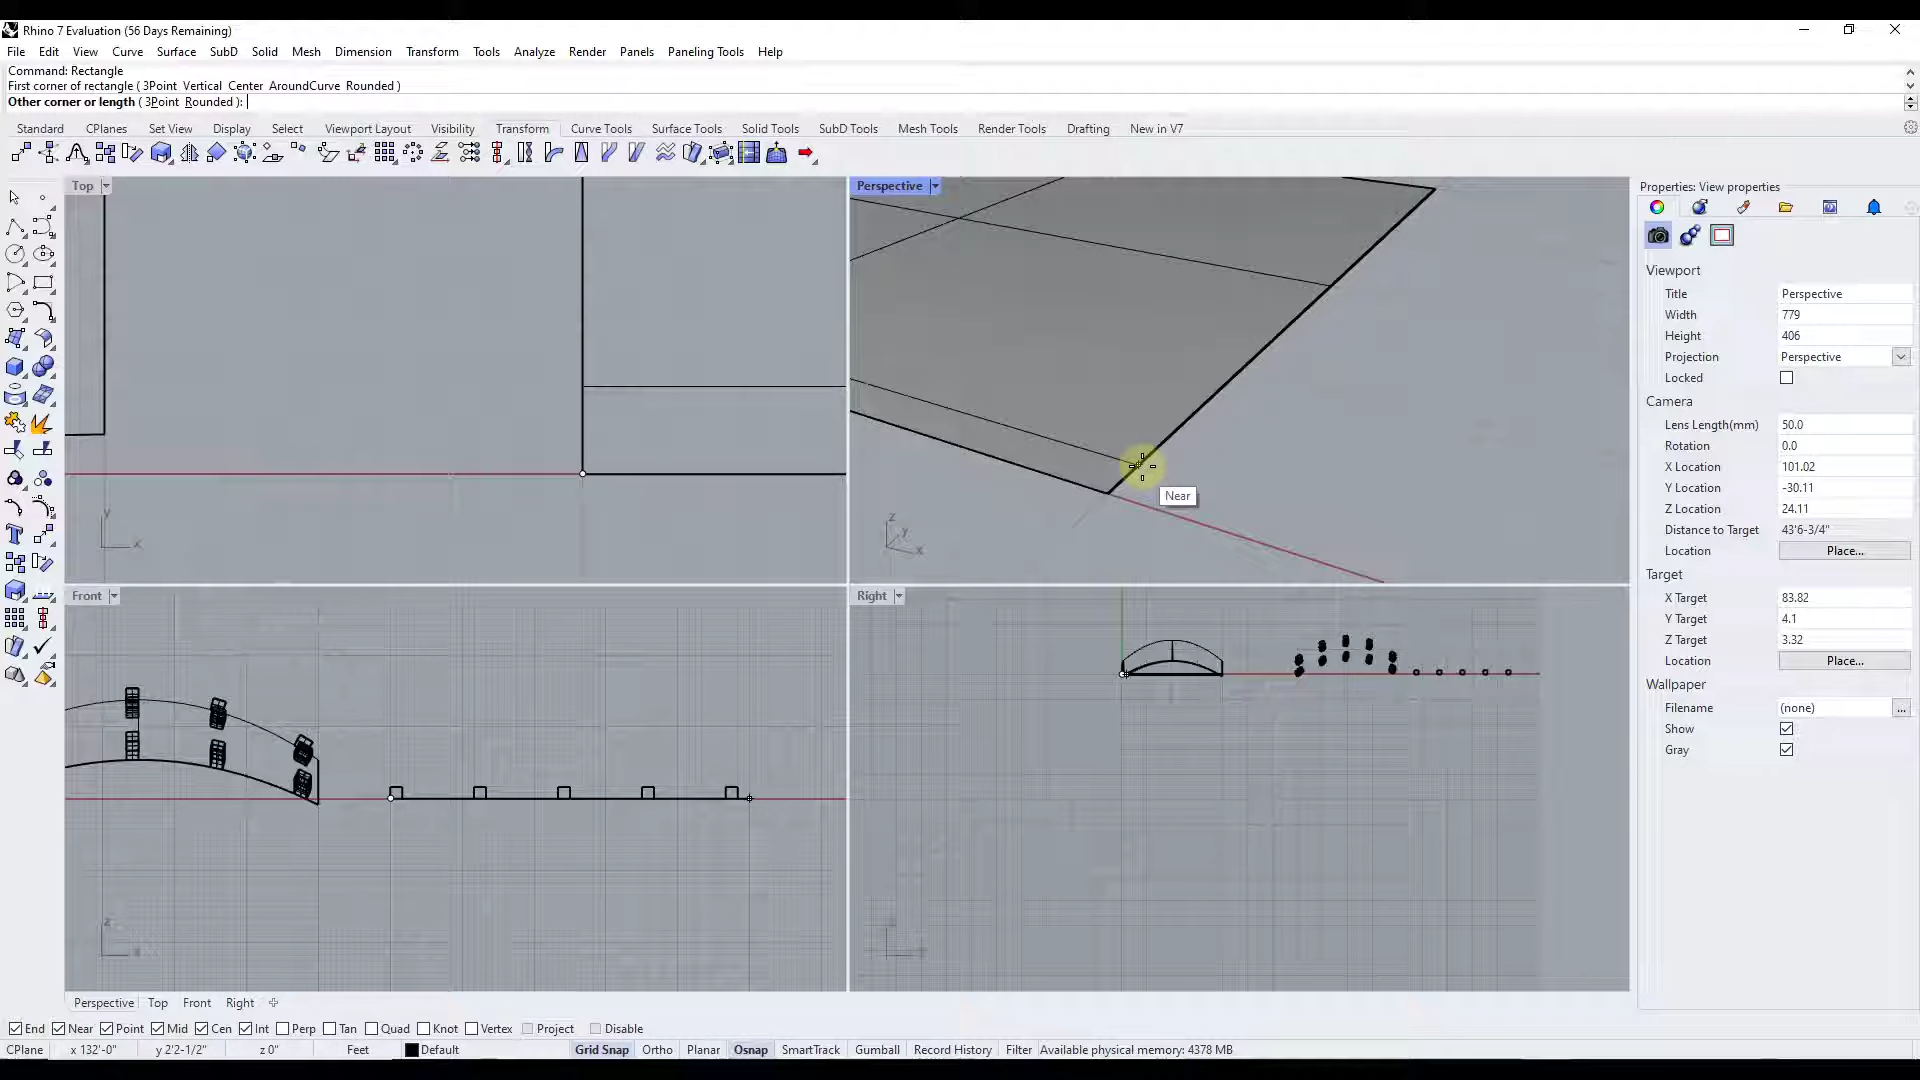 Rhino 7 Evaluation (56 Days Remaining)
File Edit View Curve Surface SubD Solid Mesh Dimension Transform Tools Analyze Render Panels Paneling Tools Help
Command: Rectangle
First corner of rectangle ( 3Point Vertical Center AroundCurve Rounded )
Other corner or length ( 3Point Rounded ):
Standard CPlanes Set View Display Select Viewport Layout Visibility Transform Curve Tools Surface Tools Solid Tools SubD Tools Mesh Tools Render Tools Drafting New in V7
Top
Perspective
Properties: View properties
Viewport
Title Perspective
Width 779
Height 406
Projection Perspective
Locked
Camera
Lens Length(mm) 50.0
Rotation 0.0
X Location 101.02
Y Location -30.11
Z Location 24.11
Distance to Target 43'6-3/4"
Location Place...
Target
X Target 83.82
Y Target 4.1
Z Target 3.32
Location Place...
Wallpaper
Filename (none) ...
Show
Gray
Near
y
x
z
y
x
Front
Right
z
Perspective Top Front Right
End Near Point Mid Cen Int Perp Tan Quad Knot Vertex Project Disable
CPlane x 132'-0" y 2'2-1/2" z 0" Feet Default Grid Snap Ortho Planar Osnap SmartTrack Gumball Record History Filter Available physical memory: 4378 MB